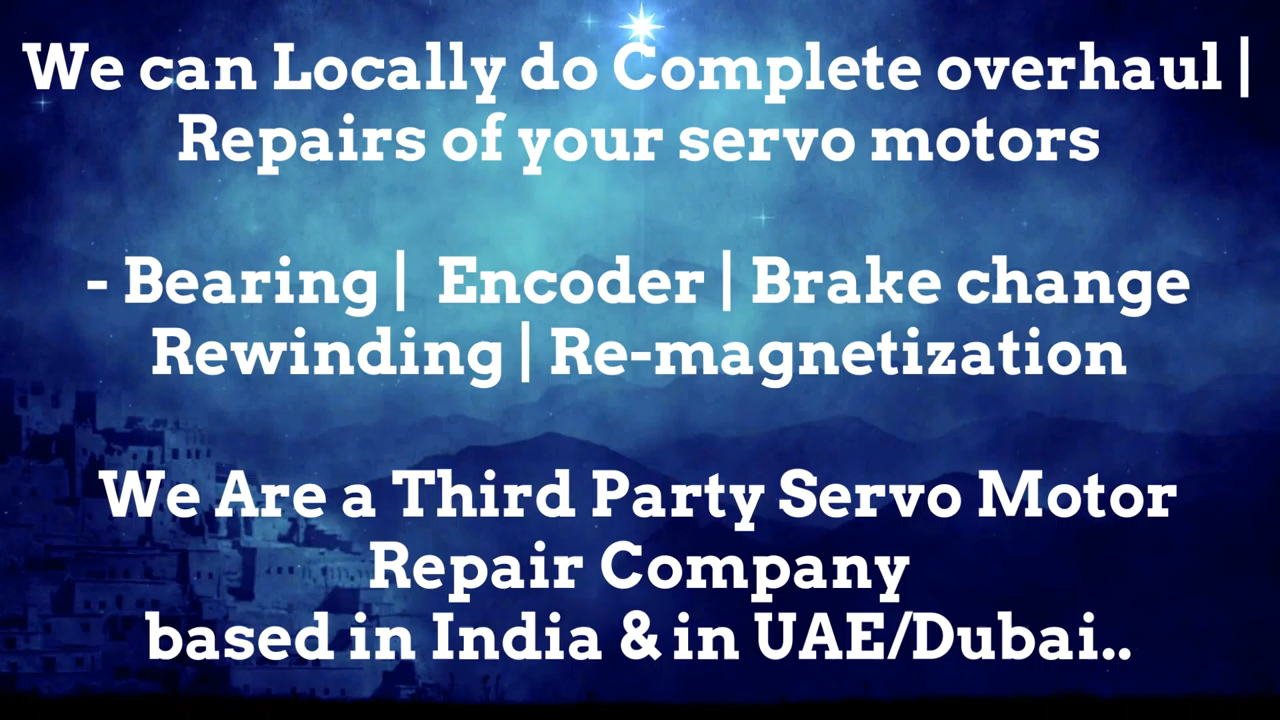 We can Locally do Complete overhaul |
Repairs of your servo motors
- Bearing | Encoder | Brake change
Rewinding | Re-magnetization
We Are a Third Party Servo Motor
Repair Company
based in India & in UAE/Dubai..